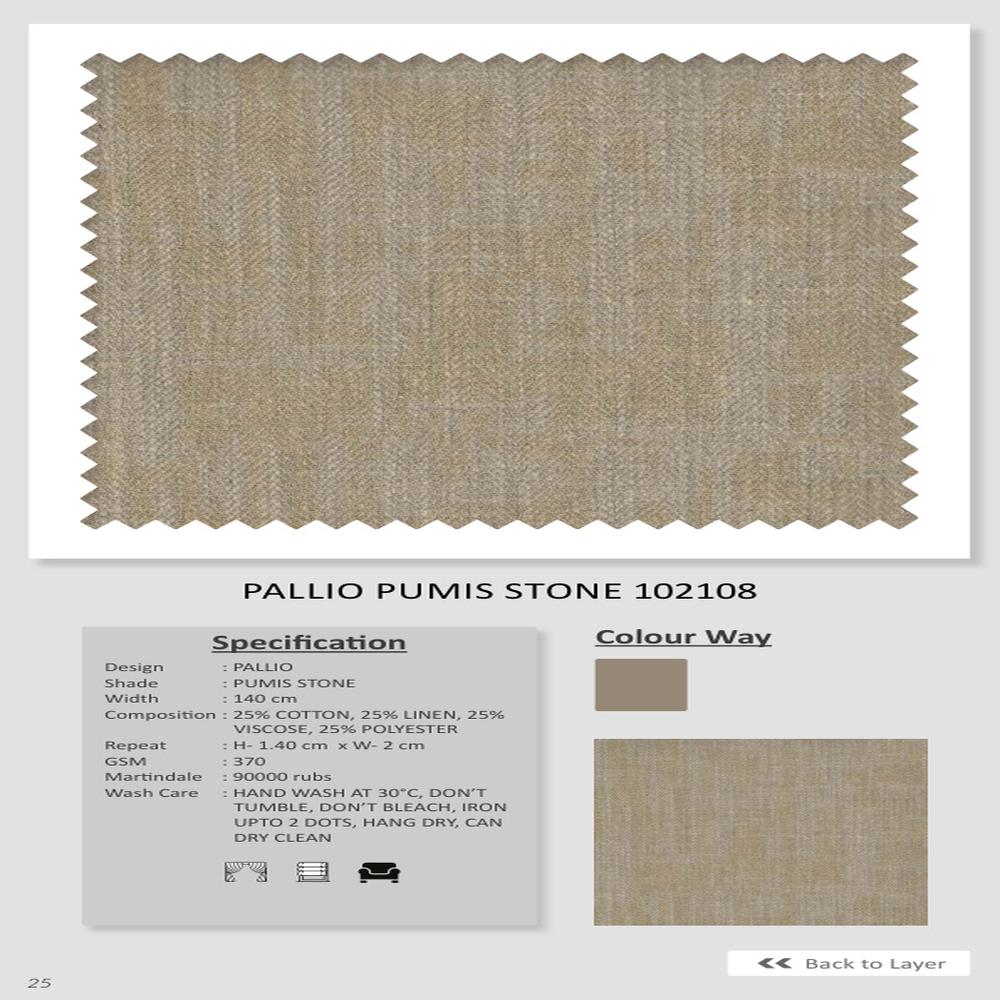 PALLIO PUMIS STONE 102108
Specification
Design : PALLIO
Shade : PUMIS STONE
Width : 140 cm
Composition : 25% COTTON, 25% LINEN, 25%
VISCOSE, 25% POLYESTER
Repeat : H- 1.40 cm x W- 2 cm
GSM : 370
Martindale : 90000 rubs
Wash Care : HAND WASH AT 30°C, DON’T
TUMBLE, DON’T BLEACH, IRON
UPTO 2 DOTS, HANG DRY, CAN
DRY CLEAN
Colour Way
Back to Layer
25